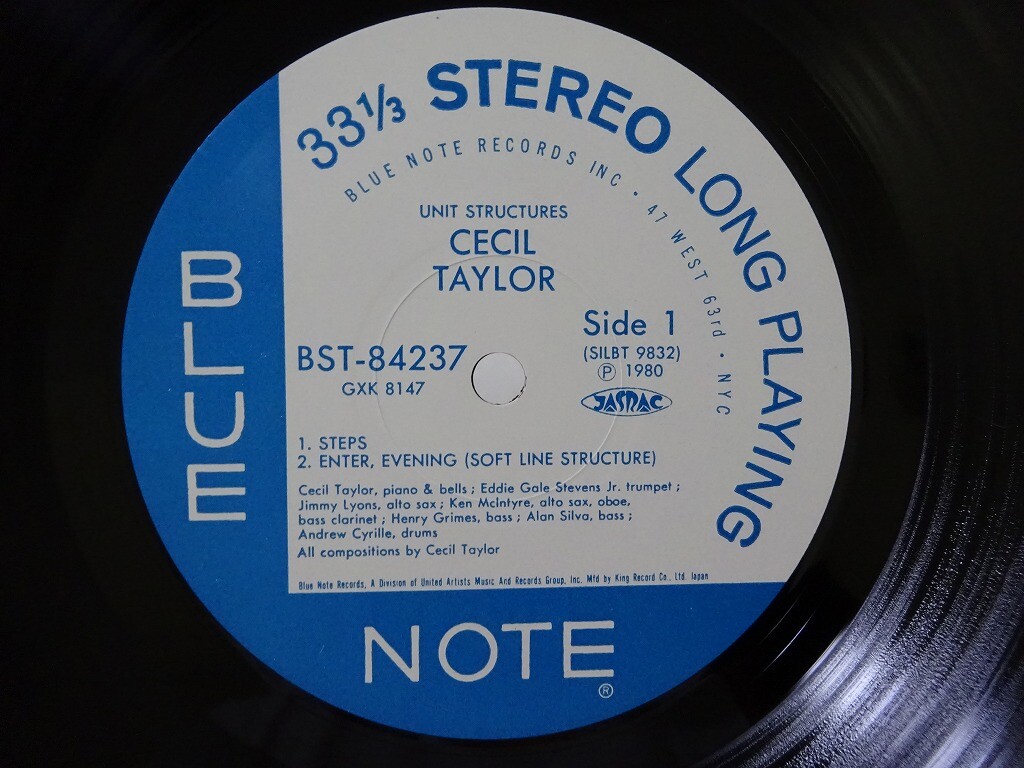 33⅓ STEREO LONG PLAYING
BLUE NOTE RECORDS INC · 47 WEST 63rd · NYC
UNIT STRUCTURES
CECIL
TAYLOR
BST-84237
GXK 8147
Side 1
(SILBT 9832)
Ⓟ 1980
JASRAC
1. STEPS
2. ENTER, EVENING (SOFT LINE STRUCTURE)
Cecil Taylor, piano & bells ; Eddie Gale Stevens Jr. trumpet ;
Jimmy Lyons, alto sax ; Ken McIntyre, alto sax, oboe,
bass clarinet ; Henry Grimes, bass ; Alan Silva, bass ;
Andrew Cyrille, drums
All compositions by Cecil Taylor
Blue Note Records, A Division of United Artists Music And Records Group, Inc. Mfd by King Record Co., Ltd. Japan
BLUE
NOTE
®